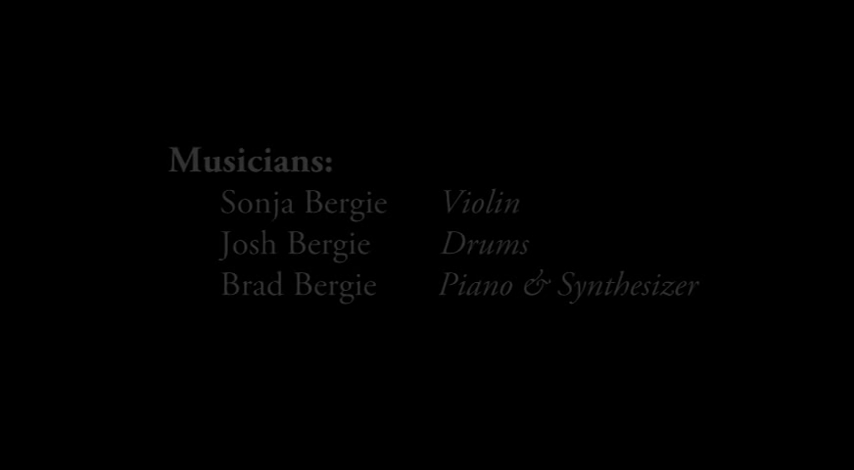 Musicians:
Sonja Bergie Violin
Josh Bergie Drums
Brad Bergie Piano & Synthesizer